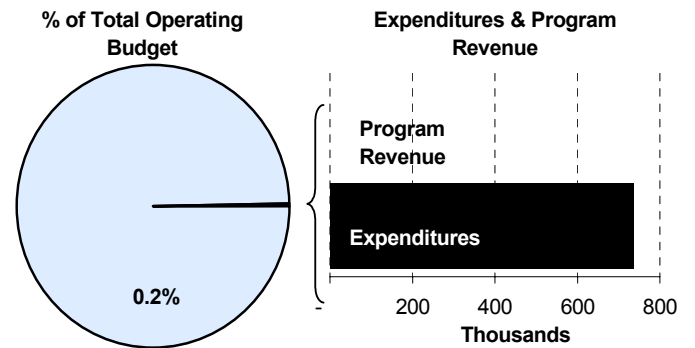 % of Total Operating
Budget
0.2%
Expenditures & Program
Revenue
Program
Revenue
Expenditures
- 200 400 600 800
Thousands